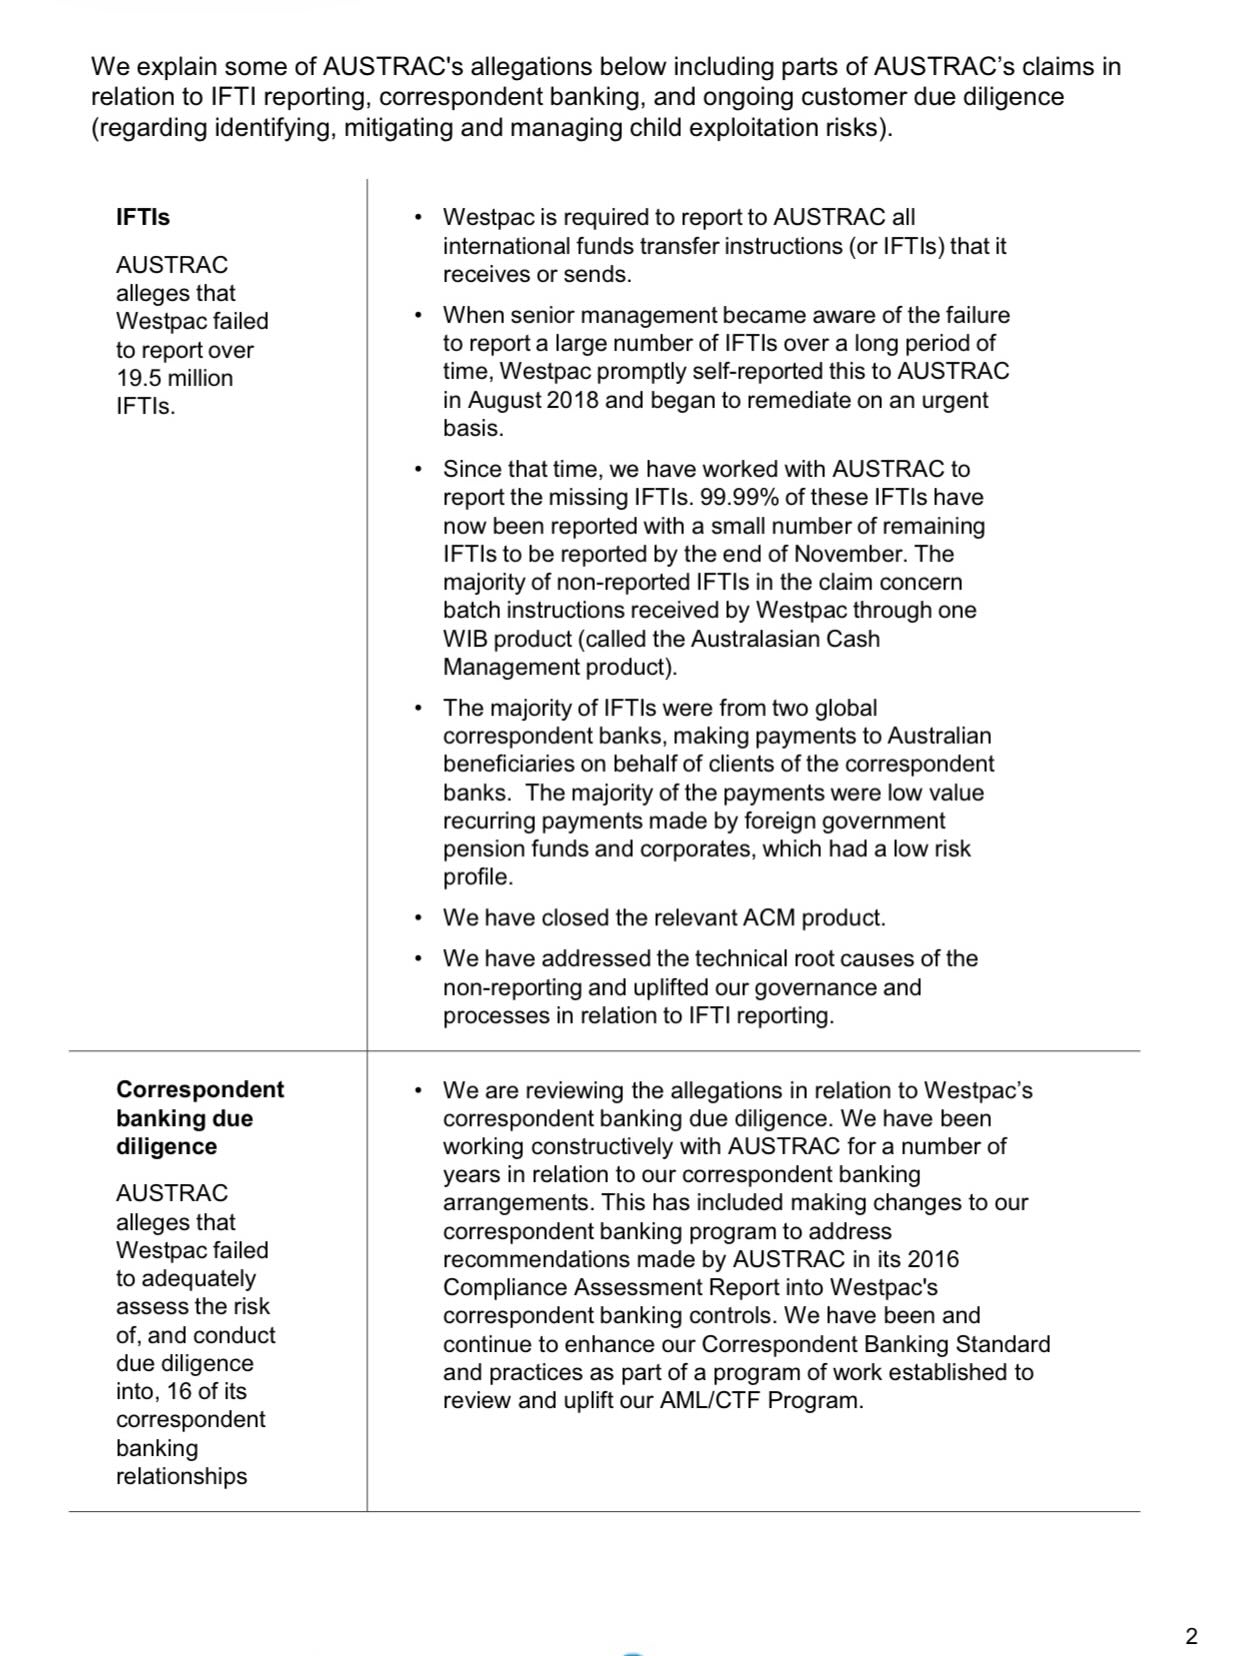 We explain some of AUSTRAC's allegations below including parts of AUSTRAC’s claims in
relation to IFTI reporting, correspondent banking, and ongoing customer due diligence
(regarding identifying, mitigating and managing child exploitation risks).
IFTIs
AUSTRAC
alleges that
Westpac failed
to report over
19.5 million
IFTIs.
• Westpac is required to report to AUSTRAC all
international funds transfer instructions (or IFTIs) that it
receives or sends.
• When senior management became aware of the failure
to report a large number of IFTIs over a long period of
time, Westpac promptly self-reported this to AUSTRAC
in August 2018 and began to remediate on an urgent
basis.
• Since that time, we have worked with AUSTRAC to
report the missing IFTIs. 99.99% of these IFTIs have
now been reported with a small number of remaining
IFTIs to be reported by the end of November. The
majority of non-reported IFTIs in the claim concern
batch instructions received by Westpac through one
WIB product (called the Australasian Cash
Management product).
• The majority of IFTIs were from two global
correspondent banks, making payments to Australian
beneficiaries on behalf of clients of the correspondent
banks. The majority of the payments were low value
recurring payments made by foreign government
pension funds and corporates, which had a low risk
profile.
• We have closed the relevant ACM product.
• We have addressed the technical root causes of the
non-reporting and uplifted our governance and
processes in relation to IFTI reporting.
Correspondent
banking due
diligence
AUSTRAC
alleges that
Westpac failed
to adequately
assess the risk
of, and conduct
due diligence
into, 16 of its
correspondent
banking
relationships
• We are reviewing the allegations in relation to Westpac’s
correspondent banking due diligence. We have been
working constructively with AUSTRAC for a number of
years in relation to our correspondent banking
arrangements. This has included making changes to our
correspondent banking program to address
recommendations made by AUSTRAC in its 2016
Compliance Assessment Report into Westpac's
correspondent banking controls. We have been and
continue to enhance our Correspondent Banking Standard
and practices as part of a program of work established to
review and uplift our AML/CTF Program.
2